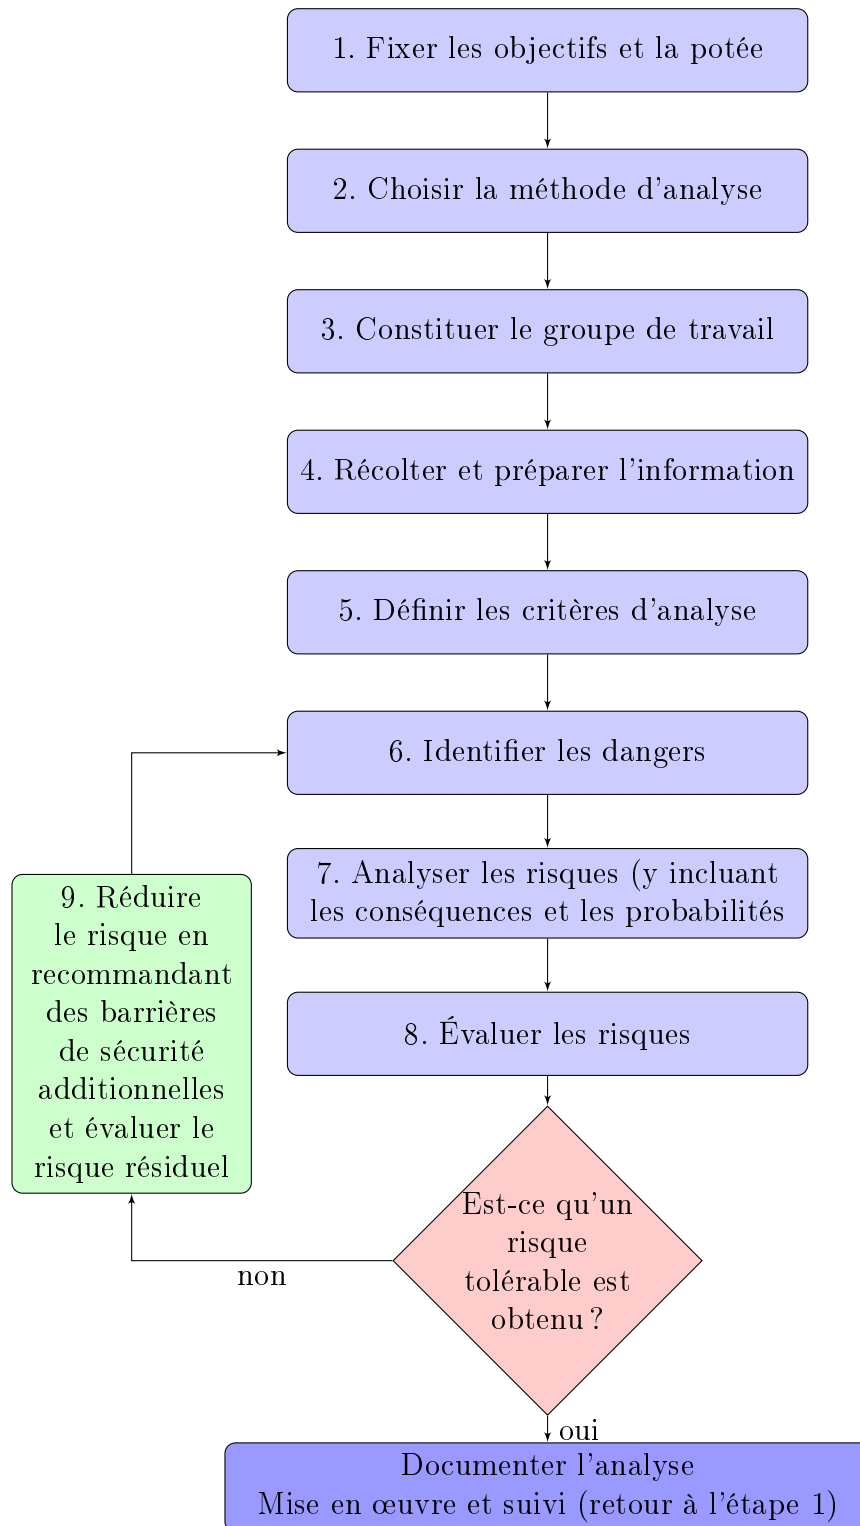 1. Fixer les objectifs et la potée
2. Choisir la méthode d'analyse
3. Constituer le groupe de travail
4. Récolter et préparer l'information
5. Définir les critères d'analyse
6. Identifier les dangers
7. Analyser les risques (y incluant
les conséquences et les probabilités
8. Évaluer les risques
9. Réduire
le risque en
recommandant
des barrières
de sécurité
additionnelles
et évaluer le
risque résiduel
Est-ce qu'un
risque
tolérable est
obtenu ?
non
oui
Documenter l'analyse
Mise en œuvre et suivi (retour à l'étape 1)